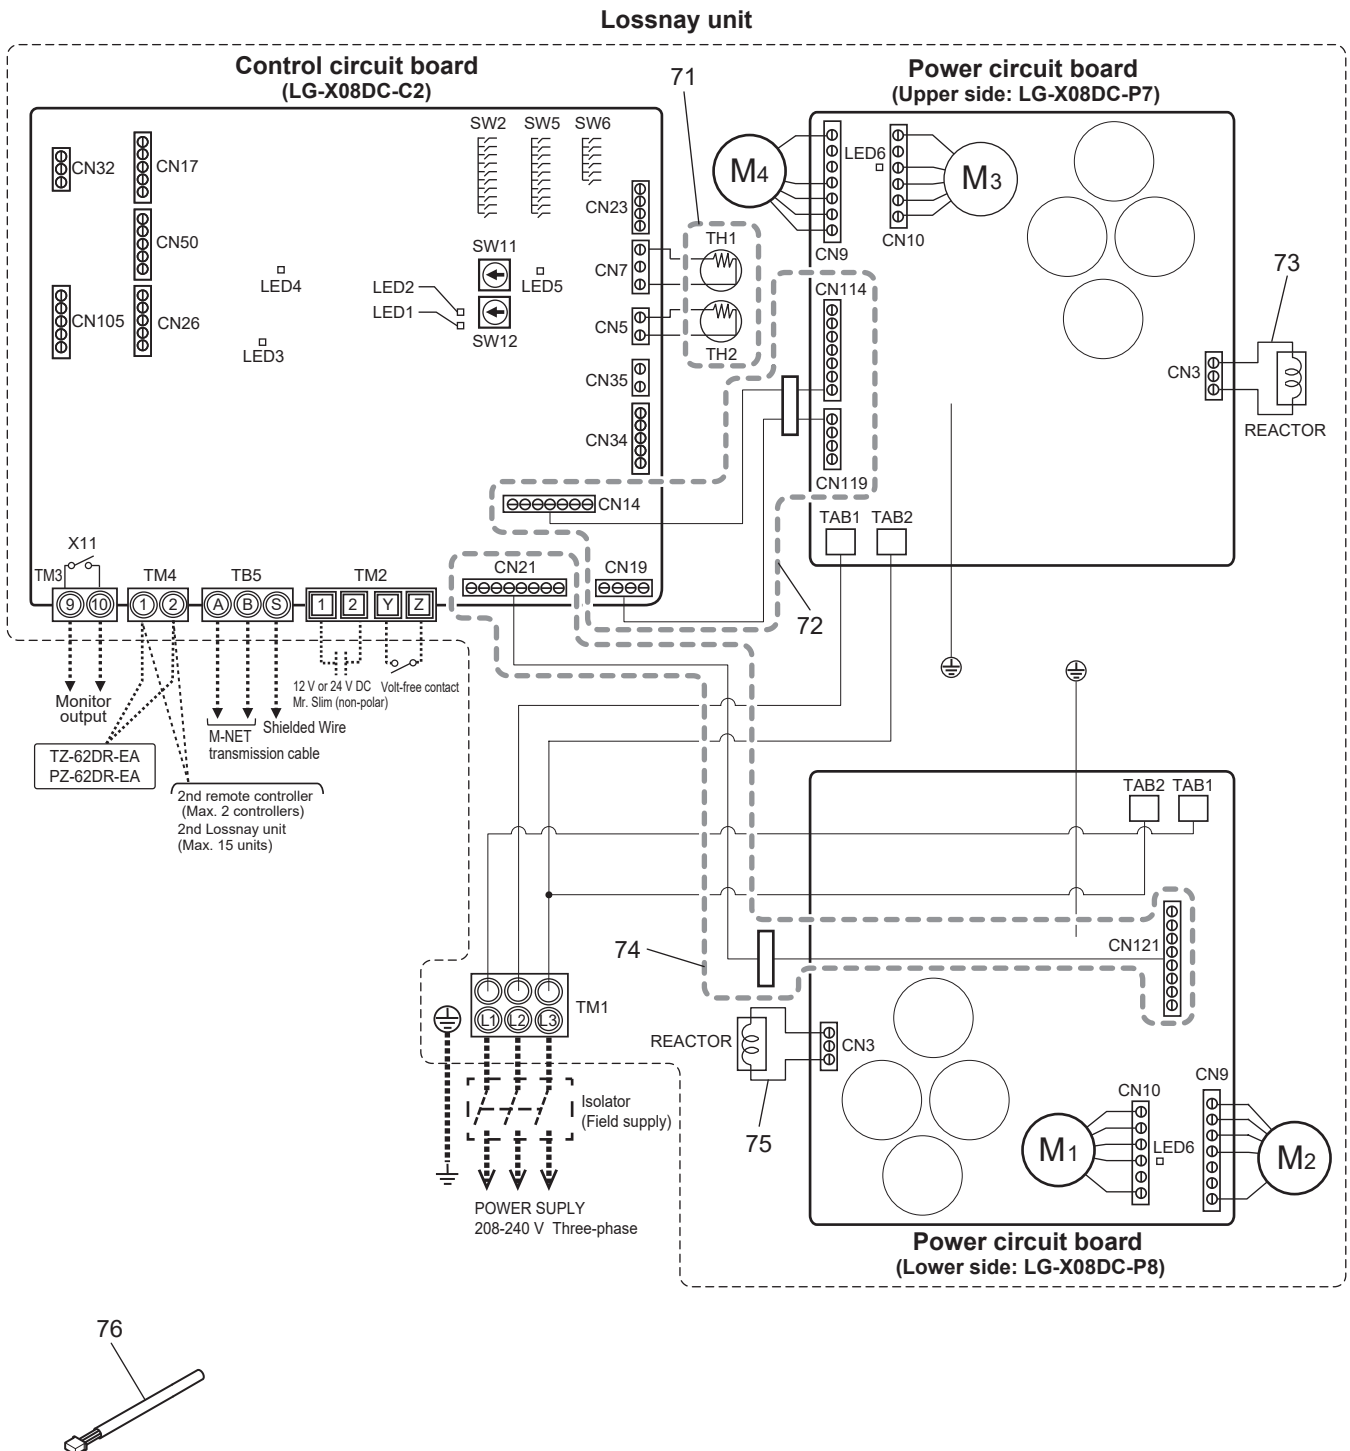 Lossnay unit
Control circuit board
(LG-X08DC-C2)
71
Power circuit board
(Upper side: LG-X08DC-P7)
SW2 SW5 SW6
CN32
CN17
CN23
M4
LED6
M3
CN9
CN10
CN50
TH1
SW11
CN7
LED4
LED2
LED5
LED1
CN114
73
CN105
CN26
CN5
SW12
TH2
LED3
CN35
CN3
REACTOR
CN34
CN119
CN14
TAB1 TAB2
X11
TM3
TM4
TB5
TM2
CN21
CN19
9 10
1 2
A B S
1 2 Y Z
72
12 V or 24 V DC
Mr. Slim (non-polar)
Volt-free contact
Monitor
output
M-NET
transmission cable
Shielded Wire
TZ-62DR-EA
PZ-62DR-EA
2nd remote controller
(Max. 2 controllers)
2nd Lossnay unit
(Max. 15 units)
TAB2 TAB1
74
CN121
TM1
L1 L2 L3
REACTOR
CN3
Isolator
(Field supply)
75
CN10
CN9
M1
LED6
M2
POWER SUPLY
208-240 V Three-phase
Power circuit board
(Lower side: LG-X08DC-P8)
76